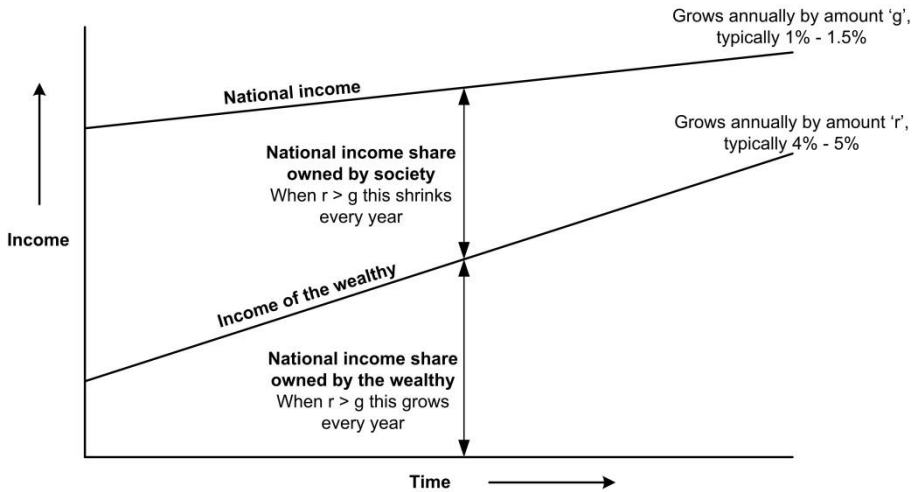 Grows annually by amount ‘g’,
typically 1% - 1.5%
National income
Grows annually by amount ‘r’,
typically 4% - 5%
National income share
owned by society
When r > g this shrinks
every year
Income
Income of the wealthy
National income share
owned by the wealthy
When r > g this grows
every year
Time